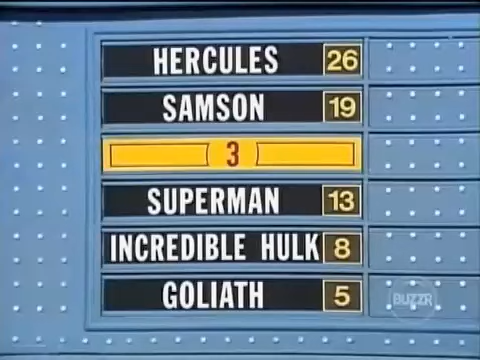 HERCULES 26
SAMSON 19
3
SUPERMAN 13
INCREDIBLE HULK 8
GOLIATH 5
BUZZR